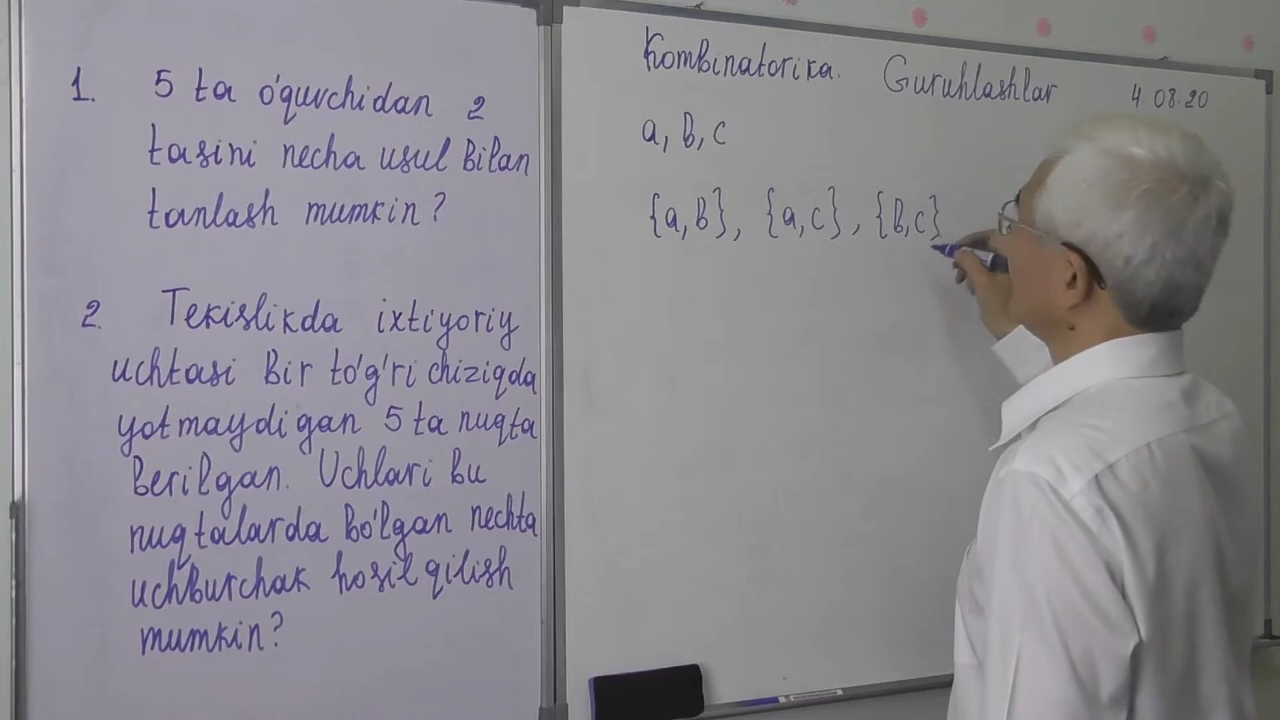 1. 5 ta o'quvchidan 2
tasini necha usul bilan
tanlash mumkin?
2. Tekislikda ixtiyoriy
uchtasi bir to'g'ri chiziqda
yotmaydigan 5 ta nuqta
berilgan. Uchlari bu
nuqtalarda bo'lgan nechta
uchburchak hosil qilish
mumkin?
Kombinatorika. Guruhlashlar 4.08.20
a, b, c
{a, b}, {a, c}, {b, c}